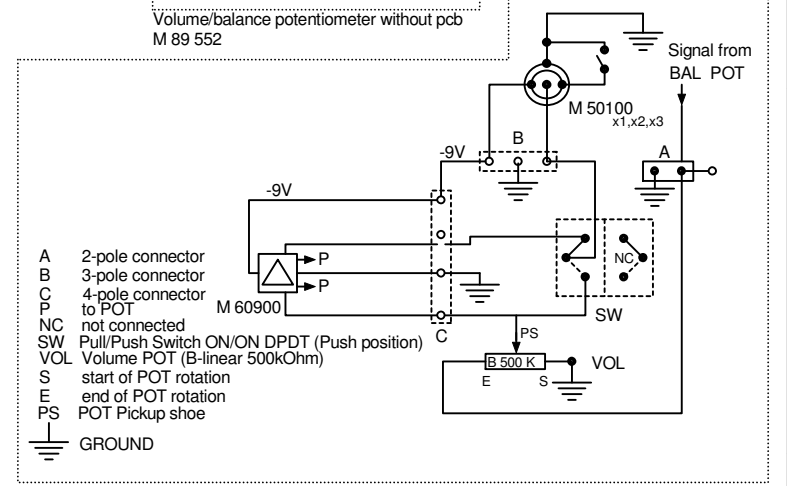 Volume/balance potentiometer without pcb
M 89 552
Signal from
BAL POT
M 50100
x1,x2,x3
B
A
-9V
-9V
P
P
M 60900
NC
SW
C
PS
B 500 K
VOL
E
S
A 2-pole connector
B 3-pole connector
C 4-pole connector
P to POT
NC not connected
SW Pull/Push Switch ON/ON DPDT (Push position)
VOL Volume POT (B-linear 500kOhm)
S start of POT rotation
E end of POT rotation
PS POT Pickup shoe
GROUND